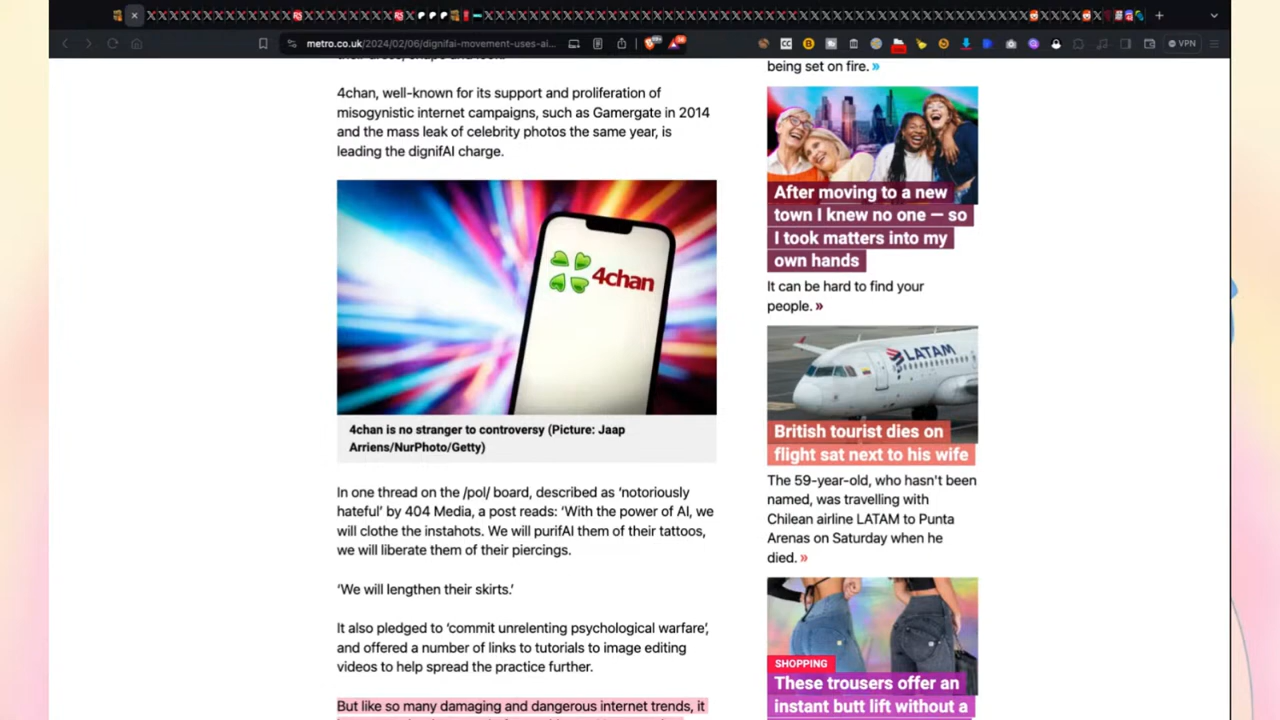 metro.co.uk/2024/02/06/dignifai-movement-uses-ai...
VPN
4chan, well-known for its support and proliferation of
misogynistic internet campaigns, such as Gamergate in 2014
and the mass leak of celebrity photos the same year, is
leading the dignifAI charge.
4chan
4chan is no stranger to controversy (Picture: Jaap
Arriens/NurPhoto/Getty)
In one thread on the /pol/ board, described as ‘notoriously
hateful’ by 404 Media, a post reads: ‘With the power of AI, we
will clothe the instahots. We will purifAI them of their tattoos,
we will liberate them of their piercings.
‘We will lengthen their skirts.’
It also pledged to ‘commit unrelenting psychological warfare’,
and offered a number of links to tutorials to image editing
videos to help spread the practice further.
But like so many damaging and dangerous internet trends, it
being set on fire. »
After moving to a new
town I knew no one — so
I took matters into my
own hands
It can be hard to find your
people. »
LATAM
British tourist dies on
flight sat next to his wife
The 59-year-old, who hasn't been
named, was travelling with
Chilean airline LATAM to Punta
Arenas on Saturday when he
died. »
SHOPPING
These trousers offer an
instant butt lift without a